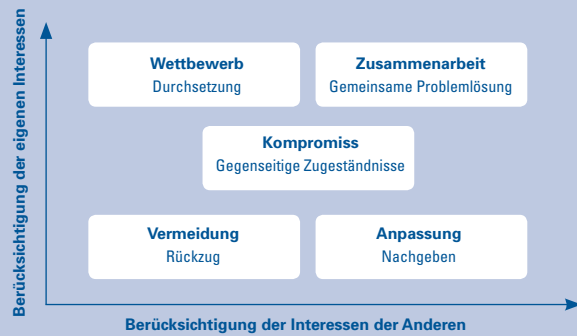 Berücksichtigung der eigenen Interessen
Wettbewerb
Durchsetzung
Zusammenarbeit
Gemeinsame Problemlösung
Kompromiss
Gegenseitige Zugeständnisse
Vermeidung
Rückzug
Anpassung
Nachgeben
Berücksichtigung der Interessen der Anderen